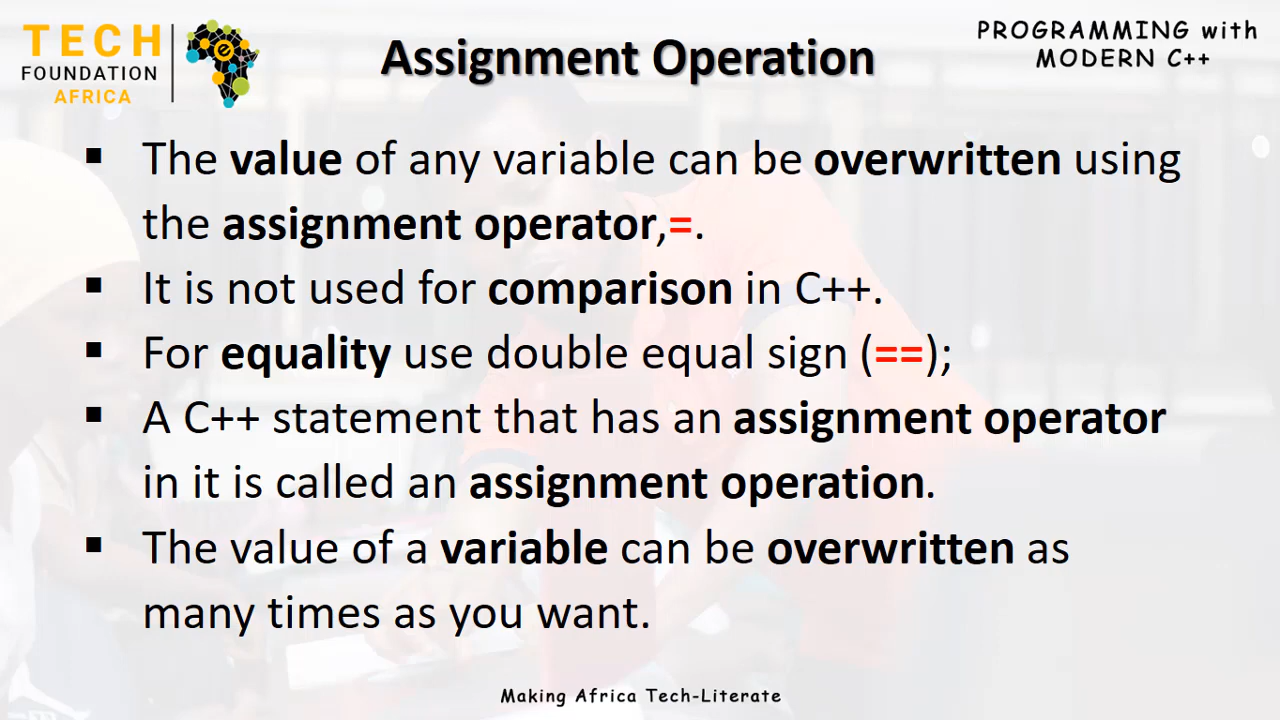 TECH
FOUNDATION
AFRICA
e
Assignment Operation
PROGRAMMING with
MODERN C++
▪ The value of any variable can be overwritten using
the assignment operator,=.
▪ It is not used for comparison in C++.
▪ For equality use double equal sign (==);
▪ A C++ statement that has an assignment operator
in it is called an assignment operation.
▪ The value of a variable can be overwritten as
many times as you want.
Making Africa Tech-Literate